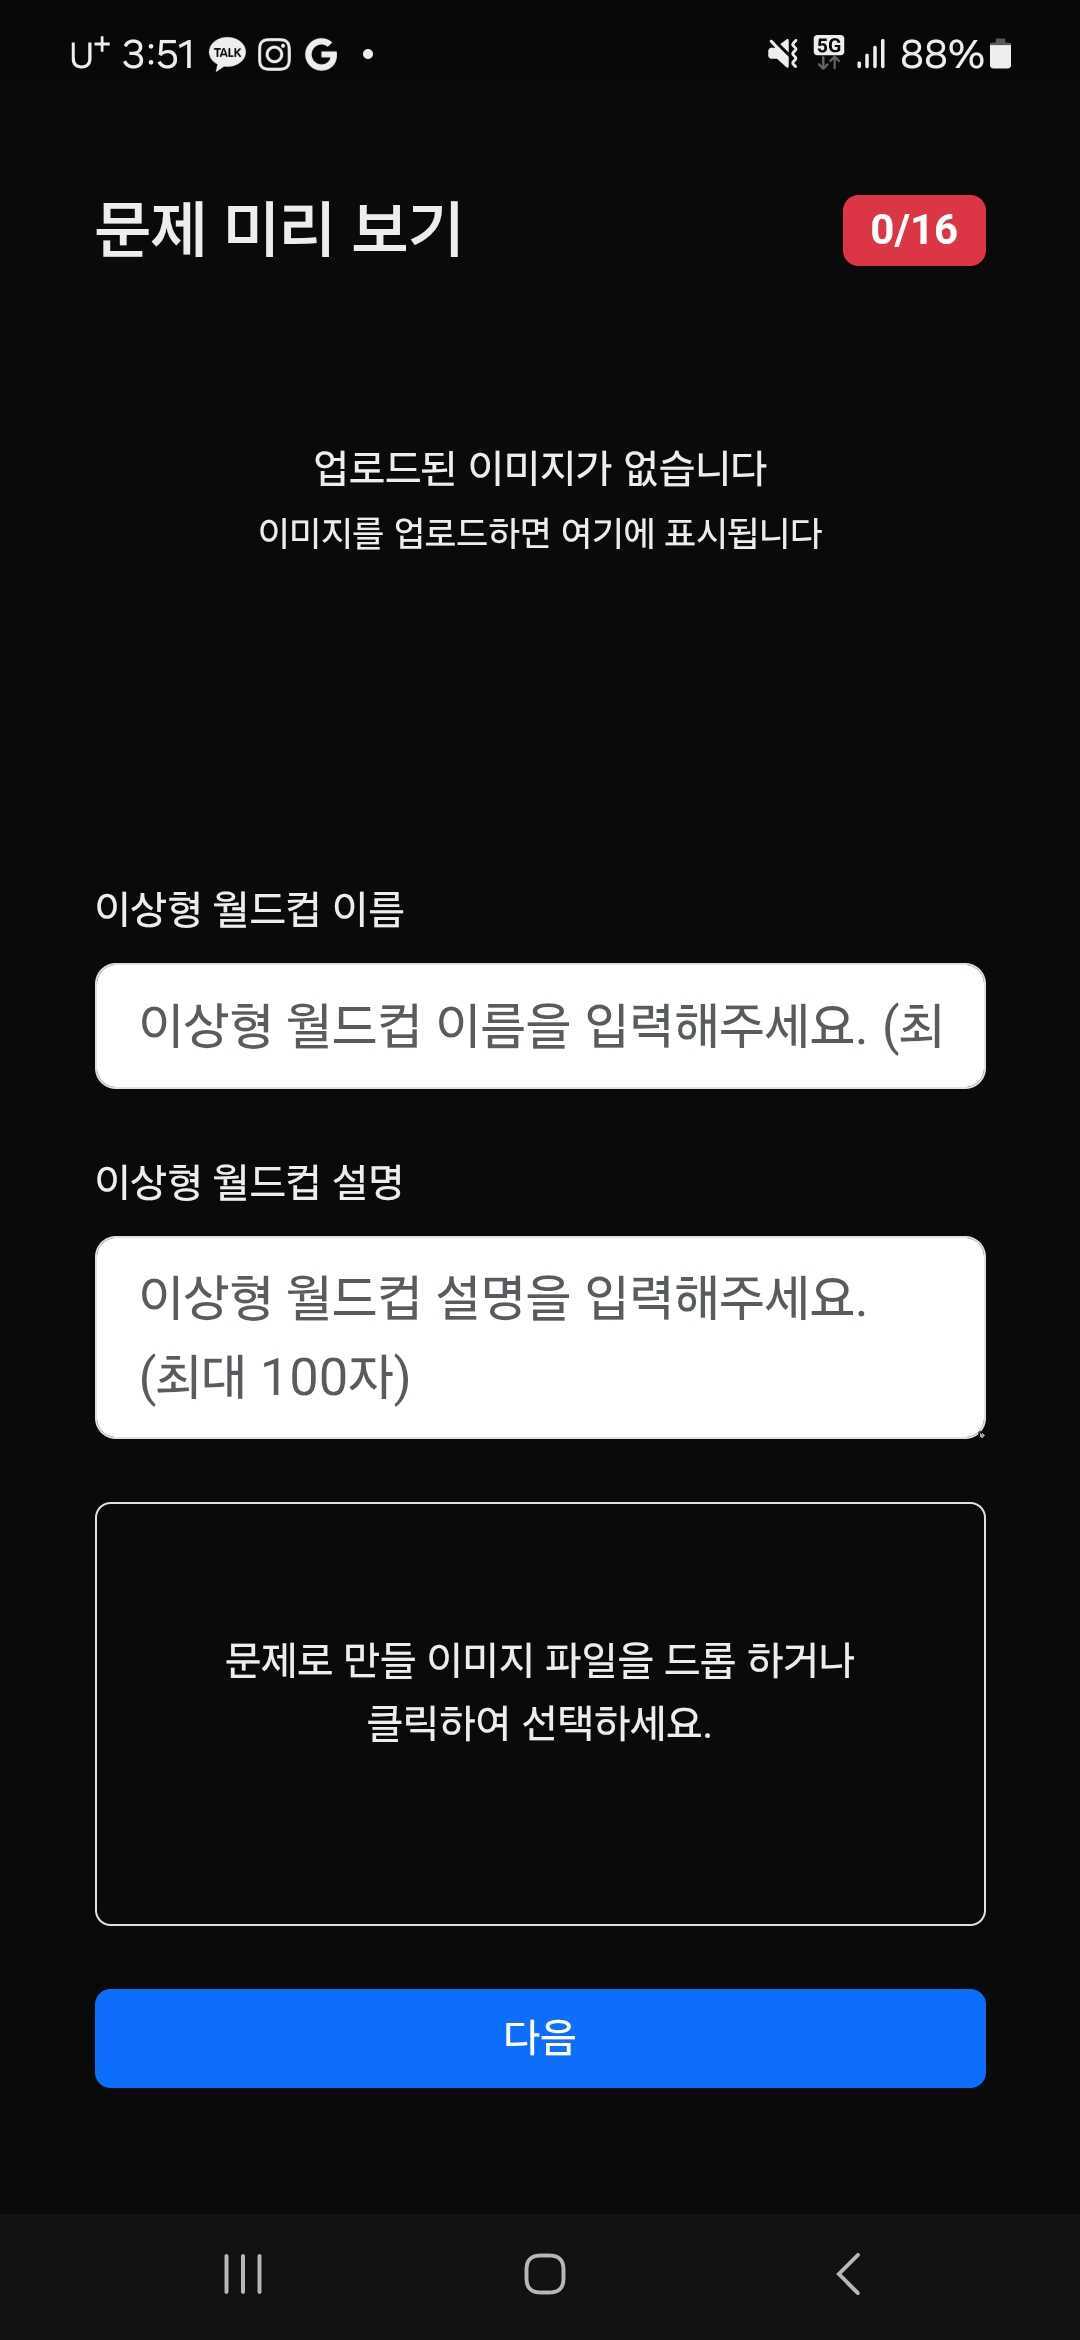 U+ 3:51 TALK G 5G 88%
문제 미리 보기
0/16
업로드된 이미지가 없습니다
이미지를 업로드하면 여기에 표시됩니다
이상형 월드컵 이름
이상형 월드컵 이름을 입력해주세요. (최
이상형 월드컵 설명
이상형 월드컵 설명을 입력해주세요.
(최대 100자)
문제로 만들 이미지 파일을 드롭 하거나
클릭하여 선택하세요.
다음